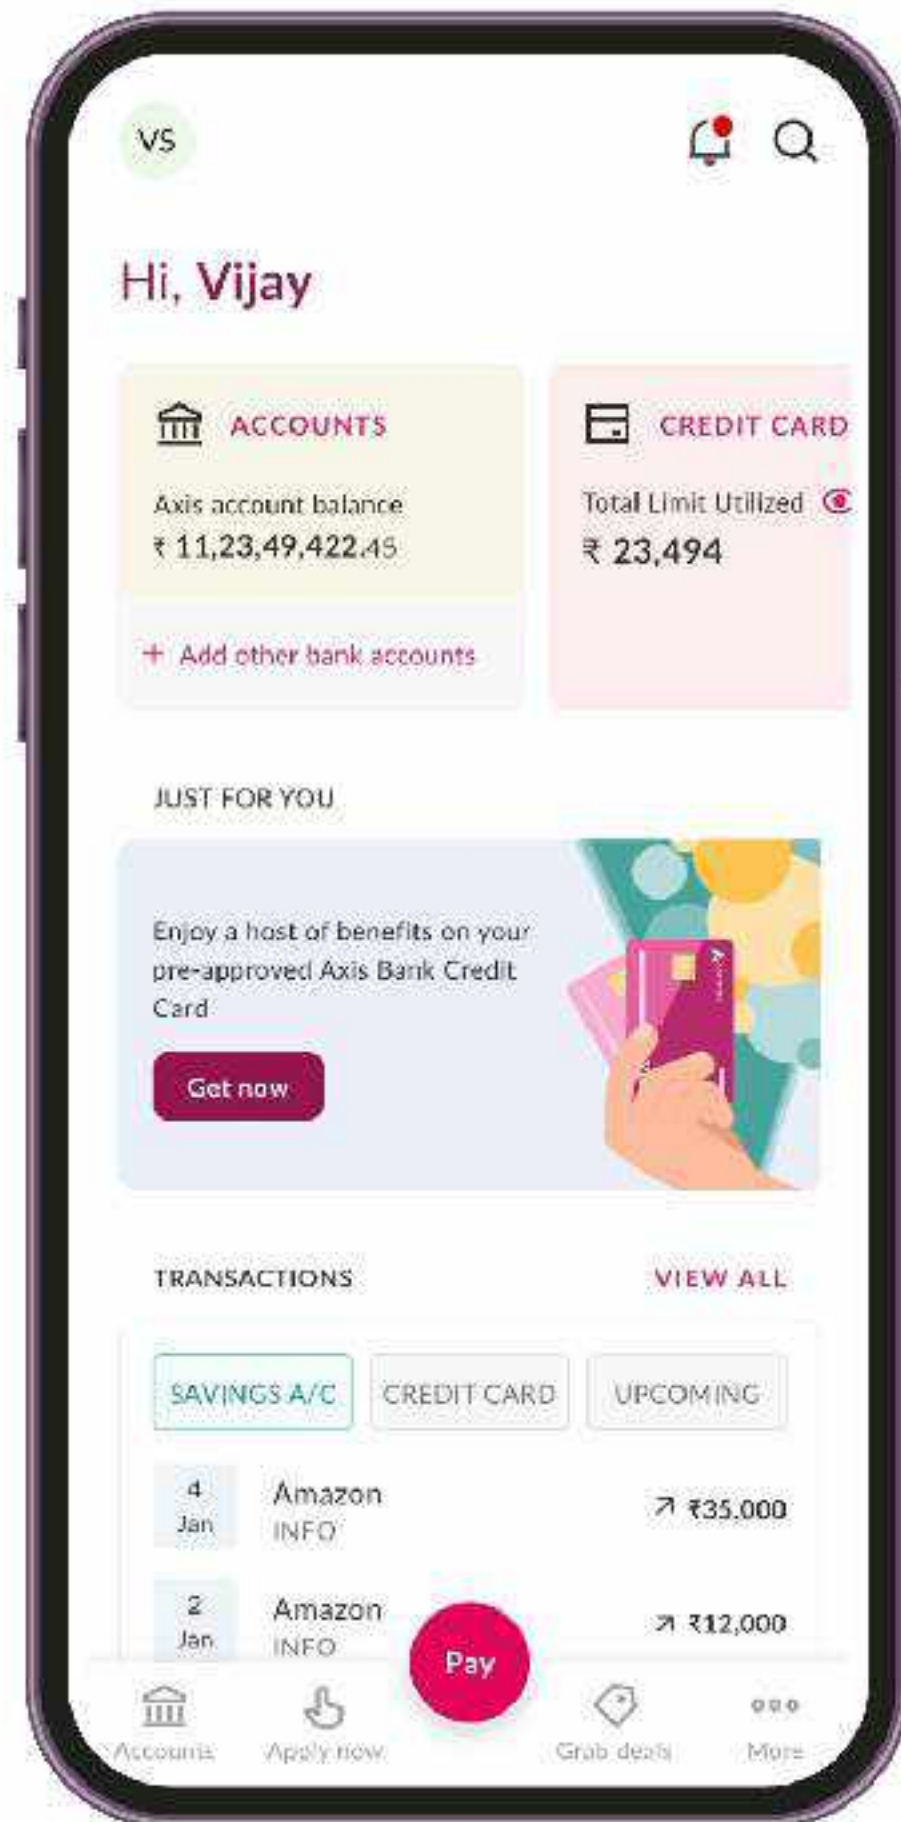 VS
Hi, Vijay
ACCOUNTS
Axis account balance
₹ 11,23,49,422.45
+ Add other bank accounts
CREDIT CARD
Total Limit Utilized
₹ 23,494
JUST FOR YOU
Enjoy a host of benefits on your
pre-approved Axis Bank Credit
Card
Get now
TRANSACTIONS
VIEW ALL
SAVINGS A/C
CREDIT CARD
UPCOMING
4
Jan
Amazon
INFO
₹35,000
2
Jan
Amazon
INFO
₹12,000
Pay
Accounts
Apply now
Grab deals
More